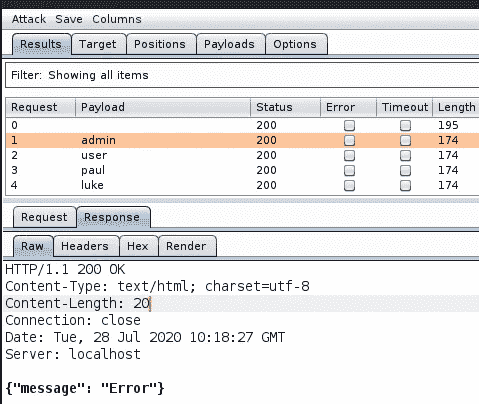 Attack Save Columns
Results Target Positions Payloads Options
Filter: Showing all items
Request Payload Status Error Timeout Length
0 200 195
1 admin 200 174
2 user 200 174
3 paul 200 174
4 luke 200 174
Request Response
Raw Headers Hex Render
HTTP/1.1 200 OK
Content-Type: text/html; charset=utf-8
Content-Length: 20
Connection: close
Date: Tue, 28 Jul 2020 10:18:27 GMT
Server: localhost
{"message": "Error"}